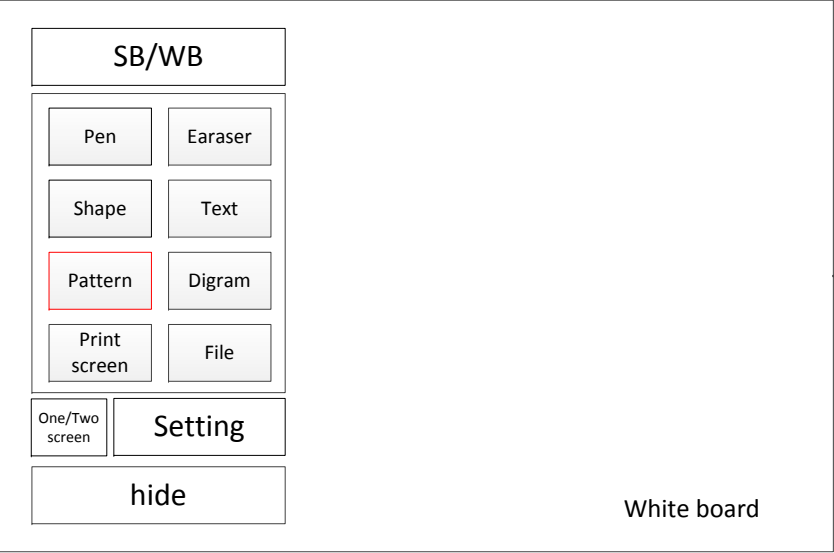 SB/WB
Pen
Earaser
Shape
Text
Pattern
Digram
Print
screen
File
One/Two
screen
Setting
hide
White board